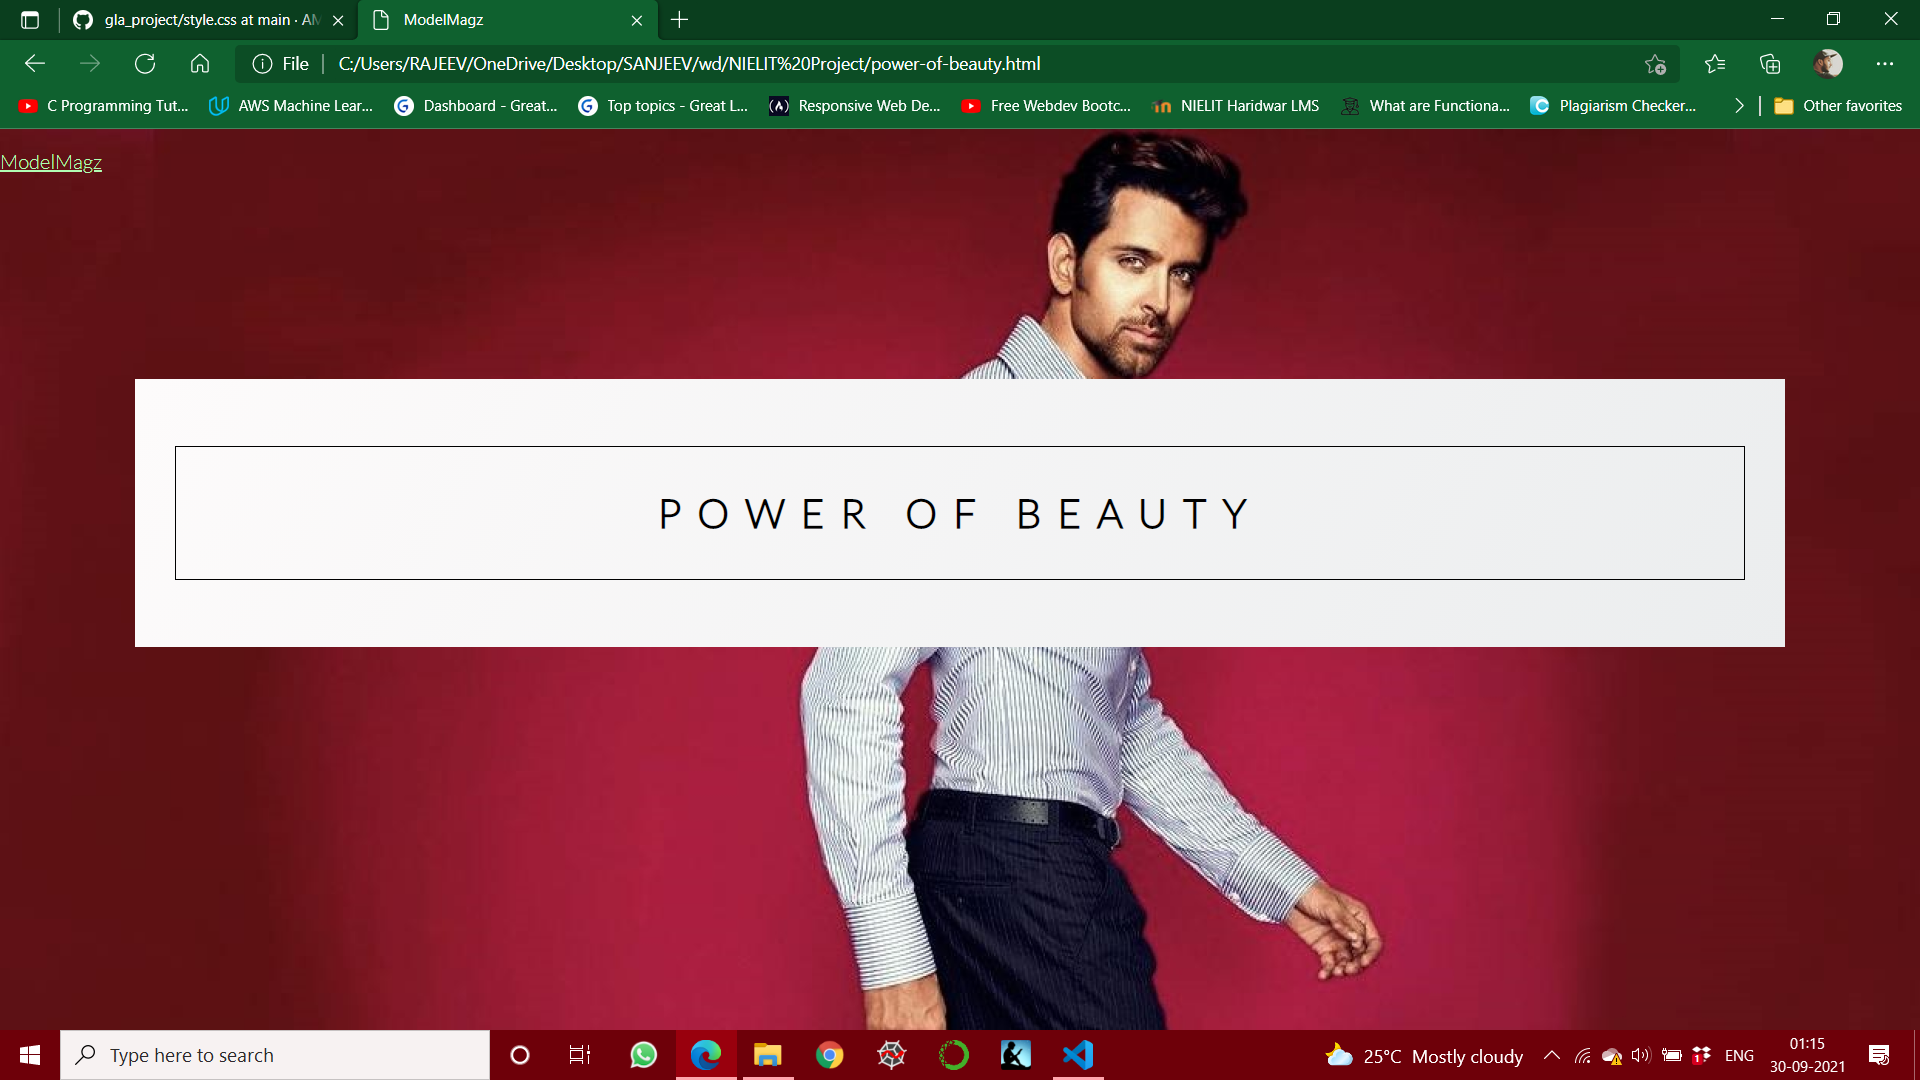 gla_project/style.css at main · AM
ModelMagz
File
C:/Users/RAJEEV/OneDrive/Desktop/SANJEEV/wd/NIELIT%20Project/power-of-beauty.html
C Programming Tut...
AWS Machine Lear...
Dashboard - Great...
Top topics - Great L...
Responsive Web De...
Free Webdev Bootc...
NIELIT Haridwar LMS
What are Functiona...
Plagiarism Checker...
Other favorites
ModelMagz
POWER OF BEAUTY
Type here to search
25°C Mostly cloudy
1
ENG
01:15
30-09-2021